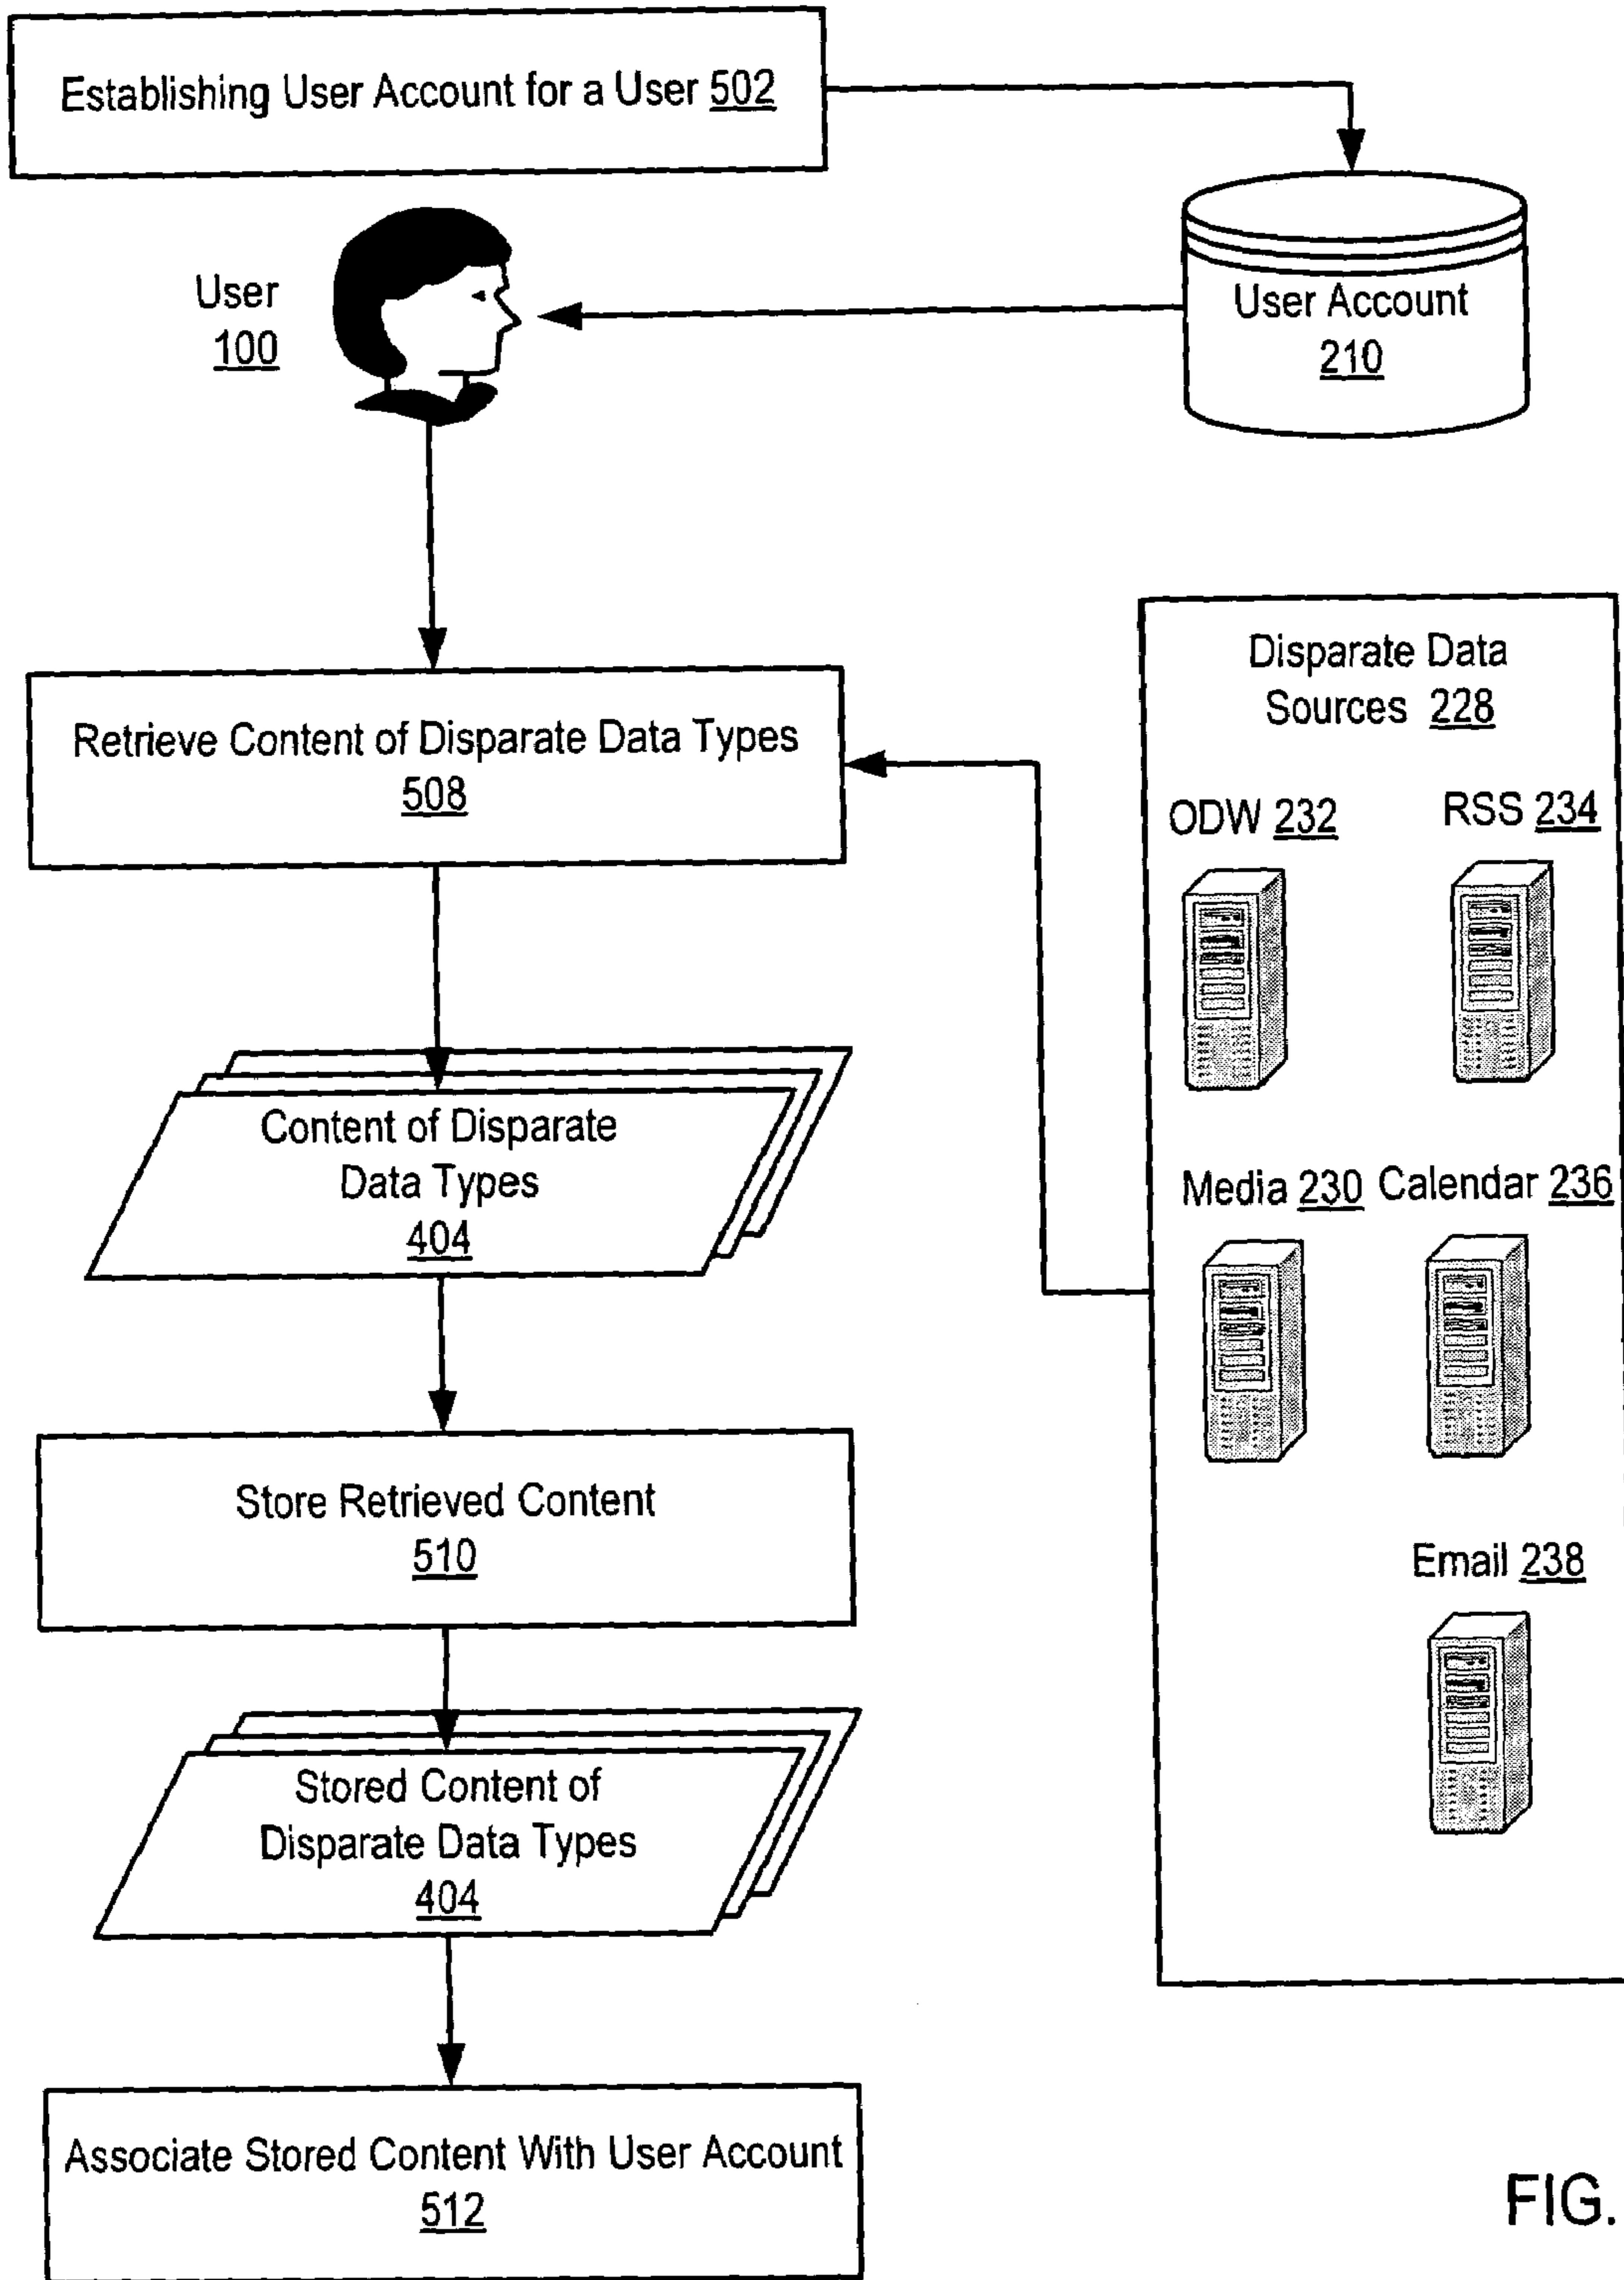 Establishing User Account for a User 502
User
100
User Account
210
Retrieve Content of Disparate Data Types
508
Disparate Data
Sources 228
ODW 232
RSS 234
Content of Disparate
Data Types
404
Media 230
Calendar 236
Store Retrieved Content
510
Email 238
Stored Content of
Disparate Data Types
404
Associate Stored Content With User Account
512
FIG.